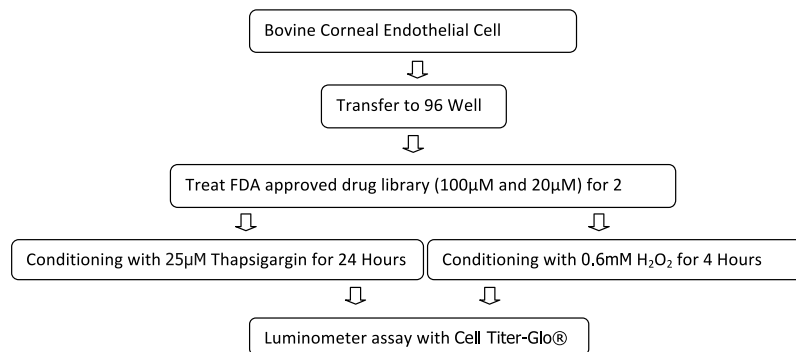 Bovine Corneal Endothelial Cell
Transfer to 96 Well
Treat FDA approved drug library (100μM and 20μM) for 2
Conditioning with 25μM Thapsigargin for 24 Hours
Conditioning with 0.6mM H₂O₂ for 4 Hours
Luminometer assay with Cell Titer-Glo®